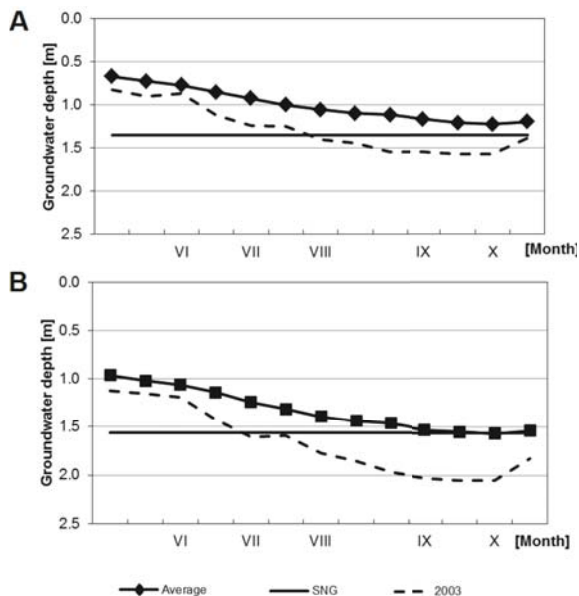 A
Groundwater depth [m]
0.0
0.5
1.0
1.5
2.0
2.5
VI VII VIII IX X [Month]
B
Groundwater depth [m]
0.0
0.5
1.0
1.5
2.0
2.5
VI VII VIII IX X [Month]
Average SNG 2003